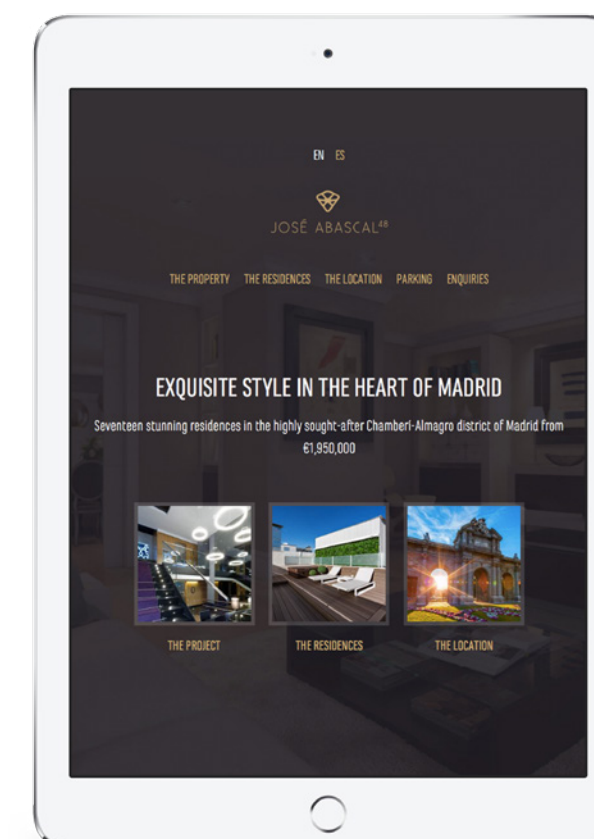 EN ES
JOSÉ ABASCAL⁴⁸
THE PROPERTY THE RESIDENCES THE LOCATION PARKING ENQUIRIES
EXQUISITE STYLE IN THE HEART OF MADRID
Seventeen stunning residences in the highly sought-after Chamberí-Almagro district of Madrid from
€1,950,000
THE PROJECT THE RESIDENCES THE LOCATION